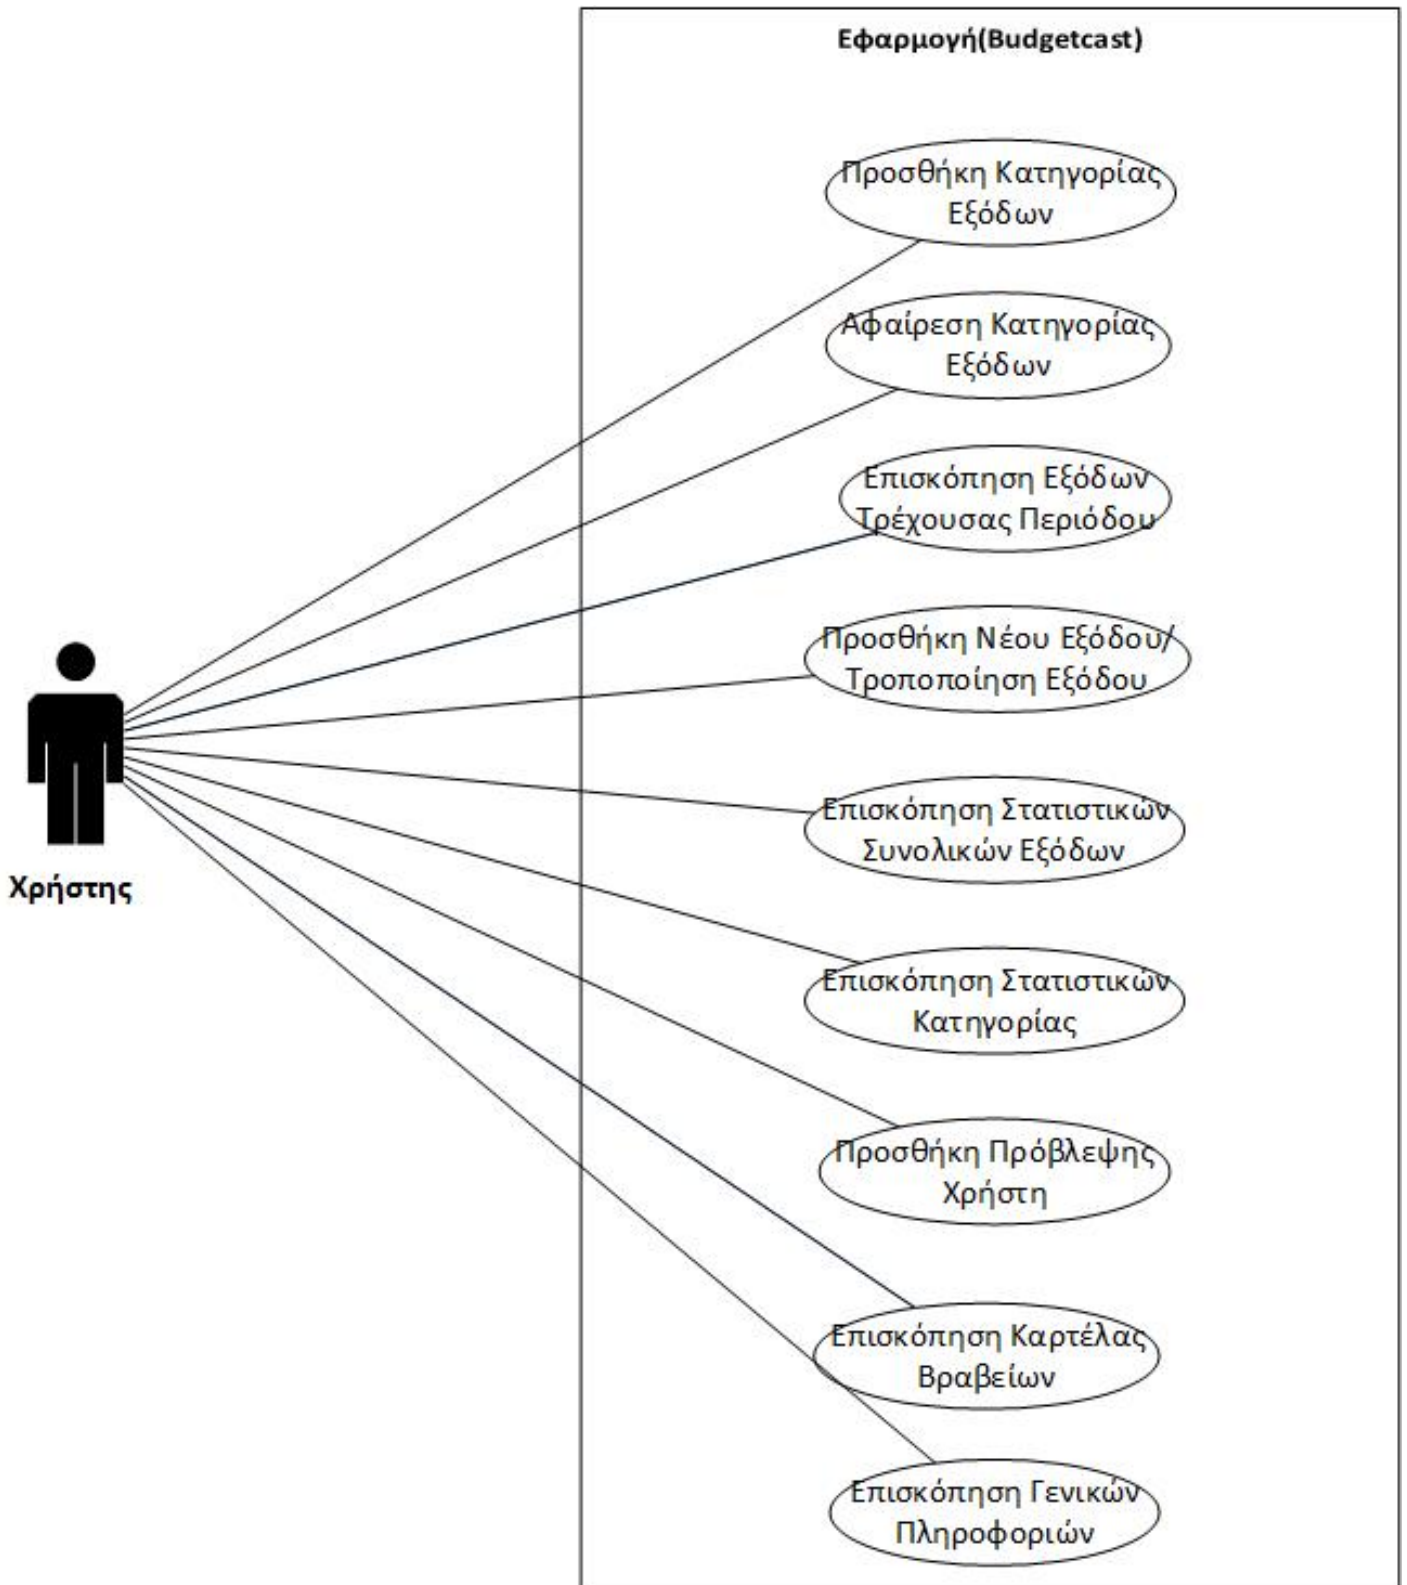 Εφαρμογή(Budgetcast)
Προσθήκη Κατηγορίας
Εξόδων
Αφαίρεση Κατηγορίας
Εξόδων
Επισκόπηση Εξόδων
Τρέχουσας Περιόδου
Προσθήκη Νέου Εξόδου/
Τροποποίηση Εξόδου
Επισκόπηση Στατιστικών
Συνολικών Εξόδων
Χρήστης
Επισκόπηση Στατιστικών
Κατηγορίας
Προσθήκη Πρόβλεψης
Χρήστη
Επισκόπηση Καρτέλας
Βραβείων
Επισκόπηση Γενικών
Πληροφοριών